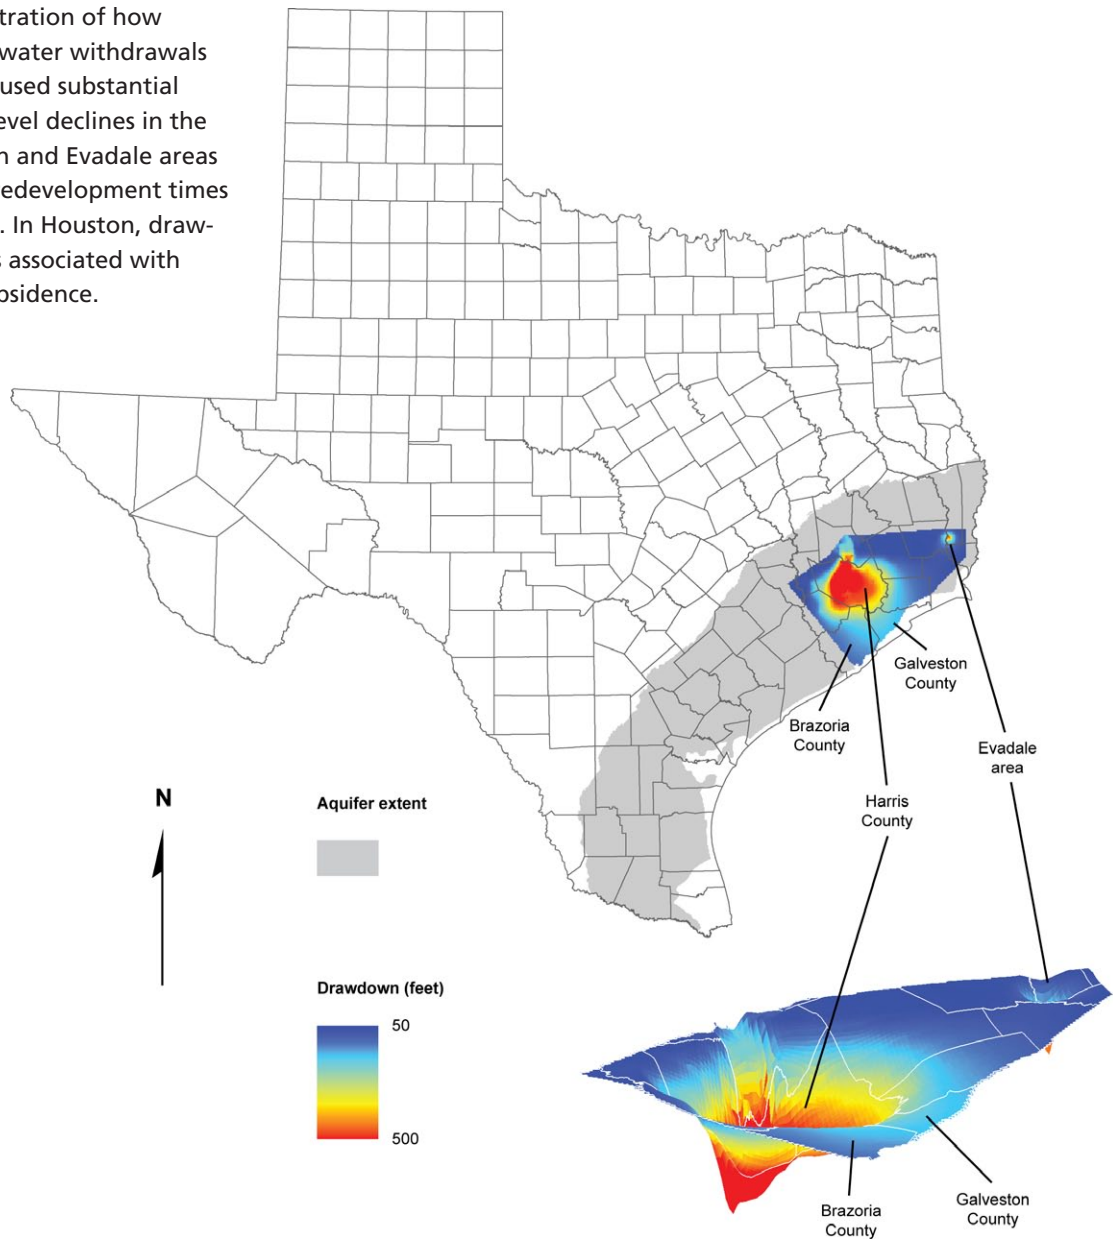 tration of how
water withdrawals
used substantial
evel declines in the
n and Evadale areas
edevelopment times
. In Houston, draw-
s associated with
bsidence.
Galveston
County
Brazoria
County
Evadale
area
Harris
County
N
Aquifer extent
Drawdown (feet)
50
500
Brazoria
County
Galveston
County